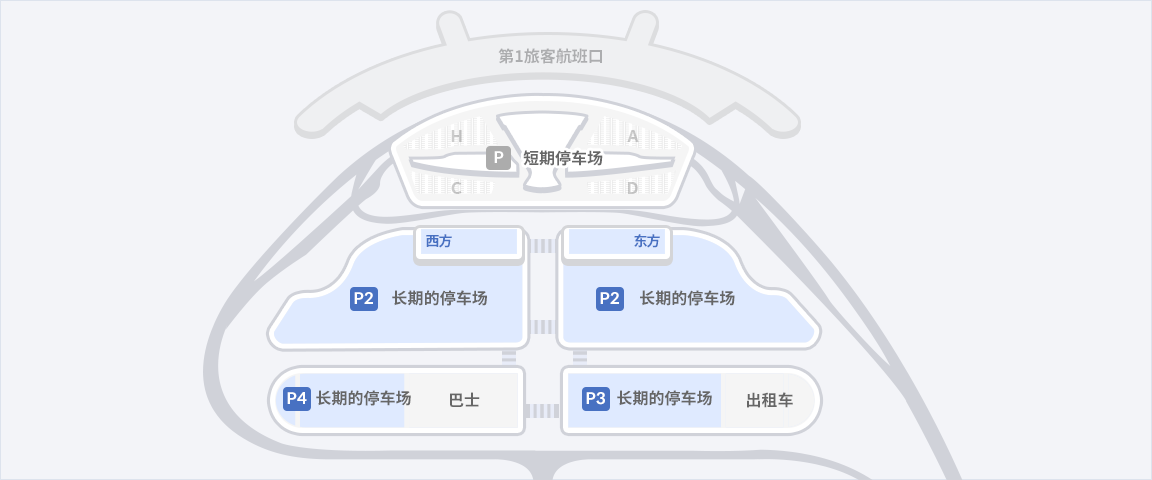 第1旅客航班口
H
A
P 短期停车场
C
D
西方
东方
P2 长期的停车场
P2 长期的停车场
P4 长期的停车场
巴士
P3 长期的停车场
出租车